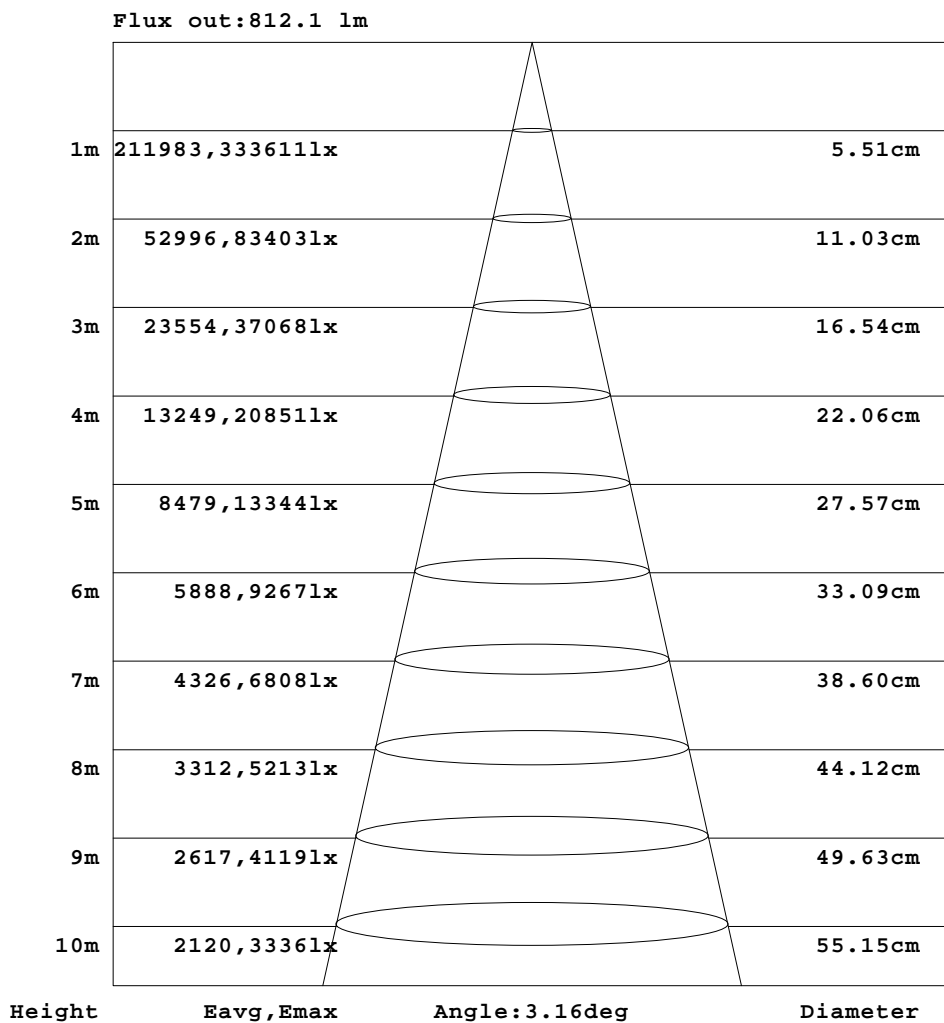 Flux out:812.1 lm
1m 211983,333611lx 5.51cm
2m 52996,83403lx 11.03cm
3m 23554,37068lx 16.54cm
4m 13249,20851lx 22.06cm
5m 8479,13344lx 27.57cm
6m 5888,9267lx 33.09cm
7m 4326,6808lx 38.60cm
8m 3312,5213lx 44.12cm
9m 2617,4119lx 49.63cm
10m 2120,3336lx 55.15cm
Height Eavg,Emax Angle:3.16deg Diameter